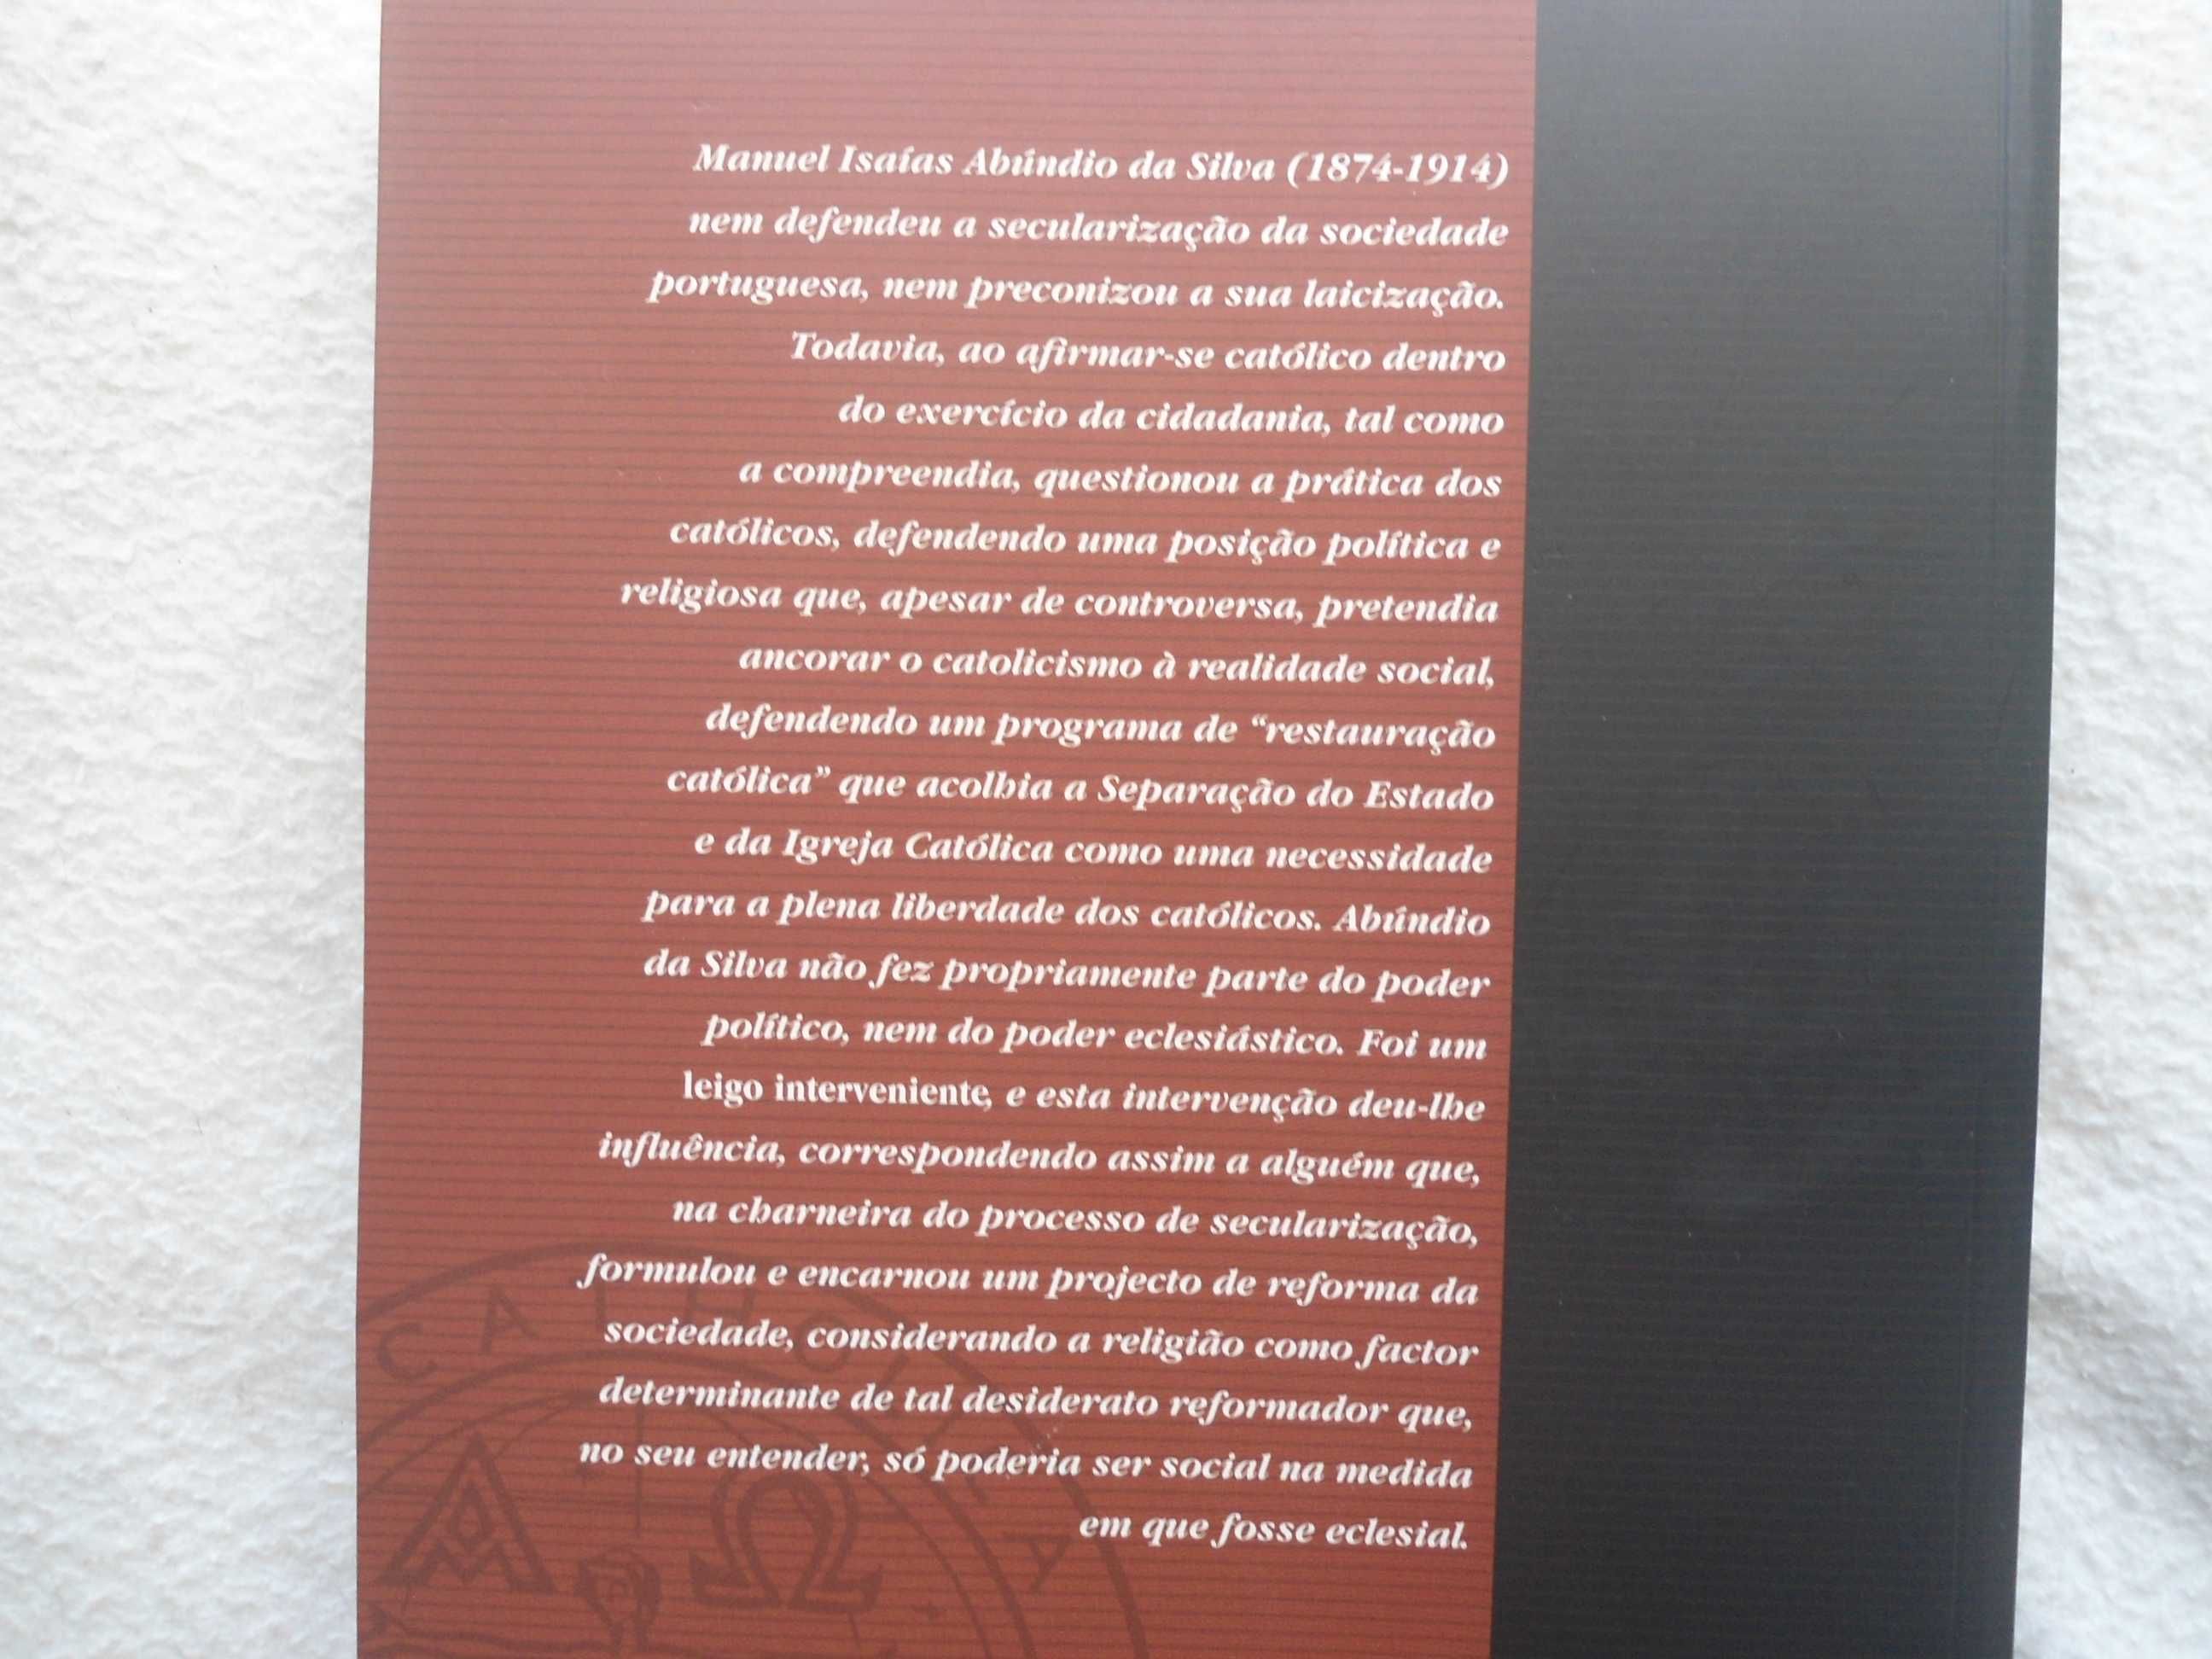 Manuel Isaías Abúndio da Silva (1874-1914)
nem defendeu a secularização da sociedade
portuguesa, nem preconizou a sua laicização.
Todavia, ao afirmar-se católico dentro
do exercício da cidadania, tal como
a compreendia, questionou a prática dos
católicos, defendendo uma posição política e
religiosa que, apesar de controversa, pretendia
ancorar o catolicismo à realidade social,
defendendo um programa de “restauração
católica” que acolhia a Separação do Estado
e da Igreja Católica como uma necessidade
para a plena liberdade dos católicos. Abúndio
da Silva não fez propriamente parte do poder
político, nem do poder eclesiástico. Foi um
leigo interveniente, e esta intervenção deu-lhe
influência, correspondendo assim a alguém que,
na charneira do processo de secularização,
formulou e encarnou um projecto de reforma da
sociedade, considerando a religião como factor
determinante de tal desiderato reformador que,
no seu entender, só poderia ser social na medida
em que fosse eclesial.
CATHOLICA
Α Ω